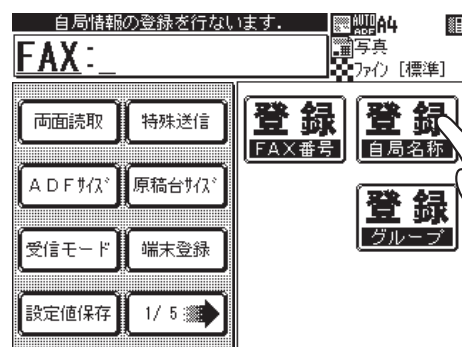 自局情報の登録を行ないます.
AUTO ADF A4
FAX:_
写真
ファイン [標準]
両面読取 特殊送信
登録 FAX番号
登録 自局名称
ADFサイズ 原稿台サイズ
登録 グループ
受信モード 端末登録
設定値保存 1/ 5